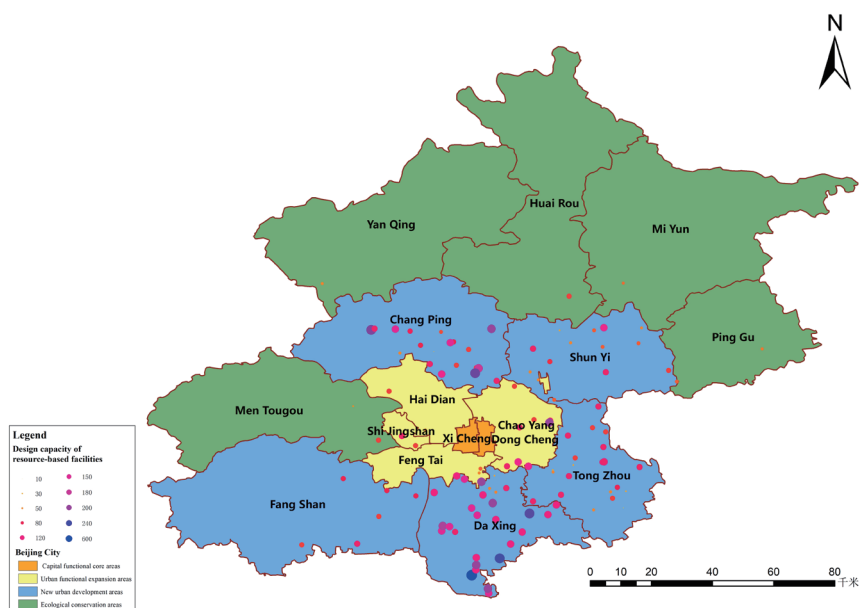 N
Huai Rou
Yan Qing
Mi Yun
Chang Ping
Ping Gu
Shun Yi
Hai Dian
Men Tougou
Chao Yang
Shi Jingshan
Xi Cheng
Dong Cheng
Feng Tai
Tong Zhou
Fang Shan
Da Xing
Legend
Design capacity of
resource-based facilities
10 150
30 180
50 200
80 240
120 600
Beijing City
Capital functional core areas
Urban functional expansion areas
New urban development areas
Ecological conservation areas
0 5 10 20 30 40 50 60 80
千米